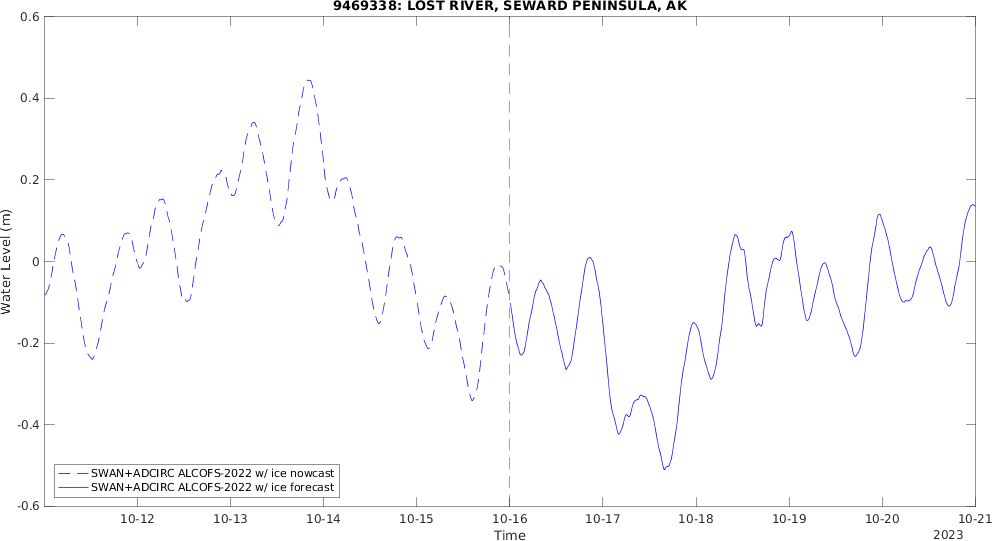 9469338: LOST RIVER, SEWARD PENINSULA, AK
Water Level (m)
0.6
0.4
0.2
0
-0.2
-0.4
-0.6
SWAN+ADCIRC ALCOFS-2022 w/ ice nowcast
SWAN+ADCIRC ALCOFS-2022 w/ ice forecast
10-12 10-13 10-14 10-15 10-16 10-17 10-18 10-19 10-20 10-21
Time
2023